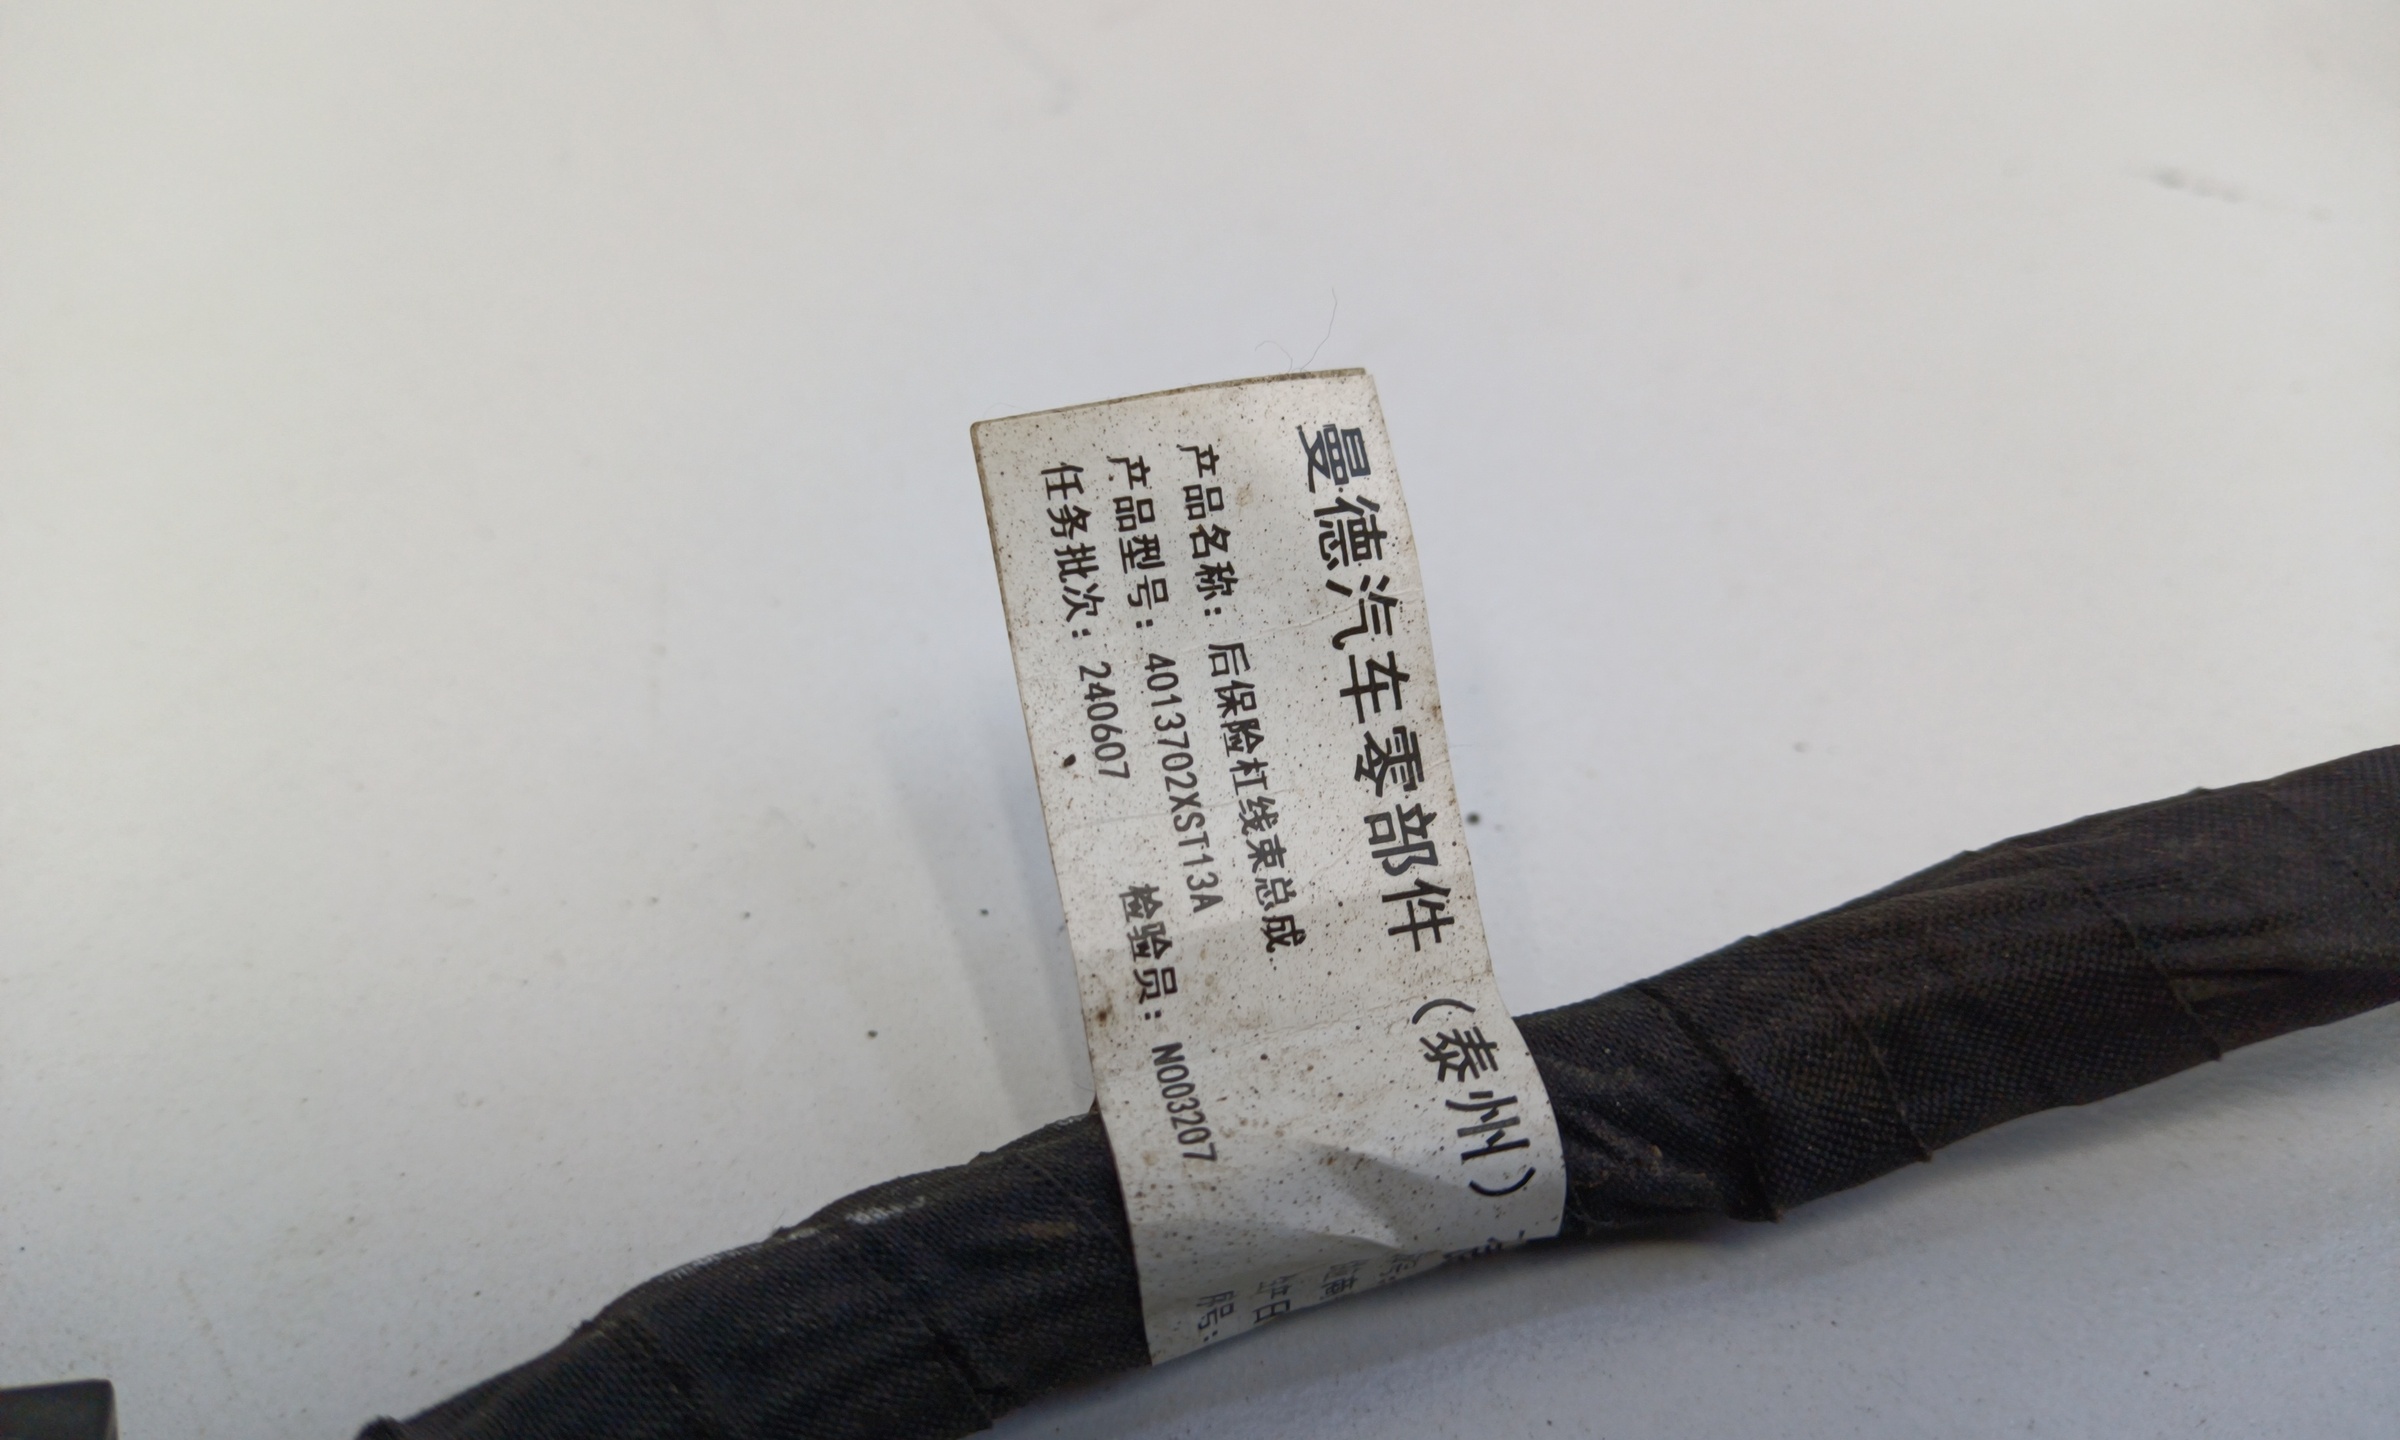 曼德汽车零部件（泰州）
产品名称：后保险杠线束总成
产品型号：4013702XST13A
任务批次：240607 检验员：N003207
号：